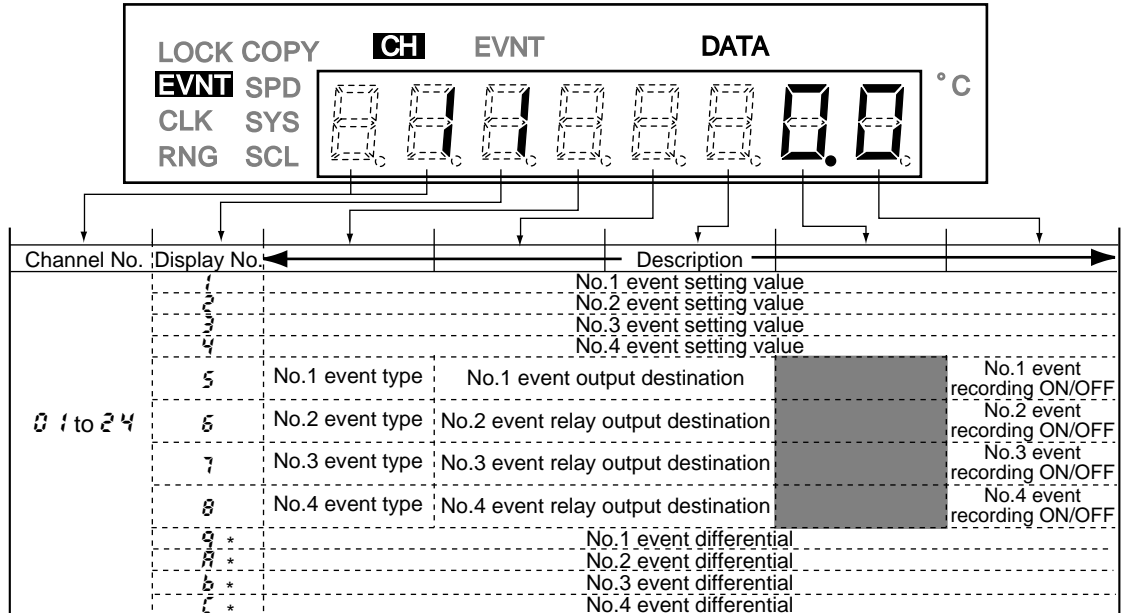 LOCK COPY CH EVNT DATA
EVNT SPD °C
CLK SYS
RNG SCL
1 1 0.0
Channel No. Display No. Description
1 No.1 event setting value
2 No.2 event setting value
3 No.3 event setting value
4 No.4 event setting value
5 No.1 event type No.1 event output destination No.1 event recording ON/OFF
01 to 24 6 No.2 event type No.2 event relay output destination No.2 event recording ON/OFF
7 No.3 event type No.3 event relay output destination No.3 event recording ON/OFF
8 No.4 event type No.4 event relay output destination No.4 event recording ON/OFF
9 * No.1 event differential
A * No.2 event differential
b * No.3 event differential
C * No.4 event differential